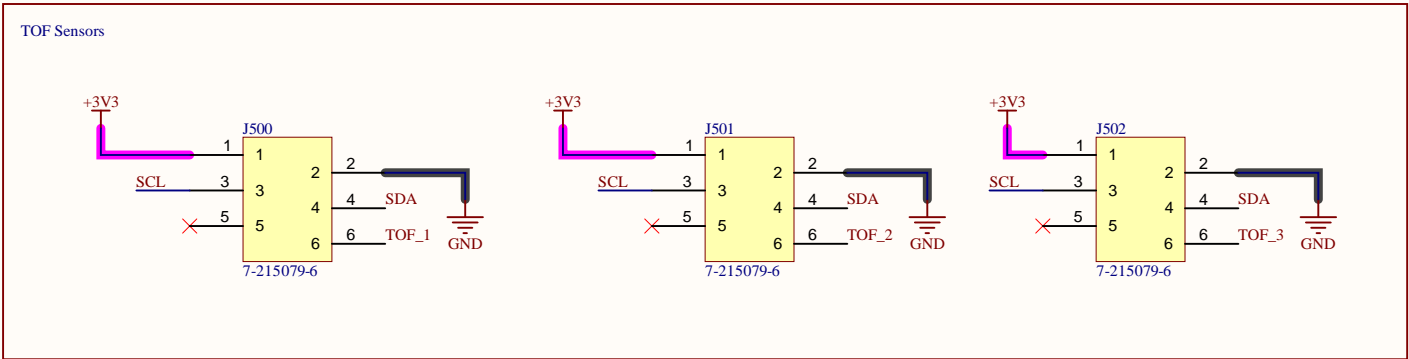 TOF Sensors
+3V3 +3V3 +3V3
J500 J501 J502
1 1 1 1 1 1
2 2 2 2 2 2
SCL 3 3 SCL 3 3 SCL 3 3
4 4 SDA 4 4 SDA 4 4 SDA
5 5 5 5 5 5
6 6 TOF_1 6 6 TOF_2 6 6 TOF_3
GND GND GND
7-215079-6 7-215079-6 7-215079-6